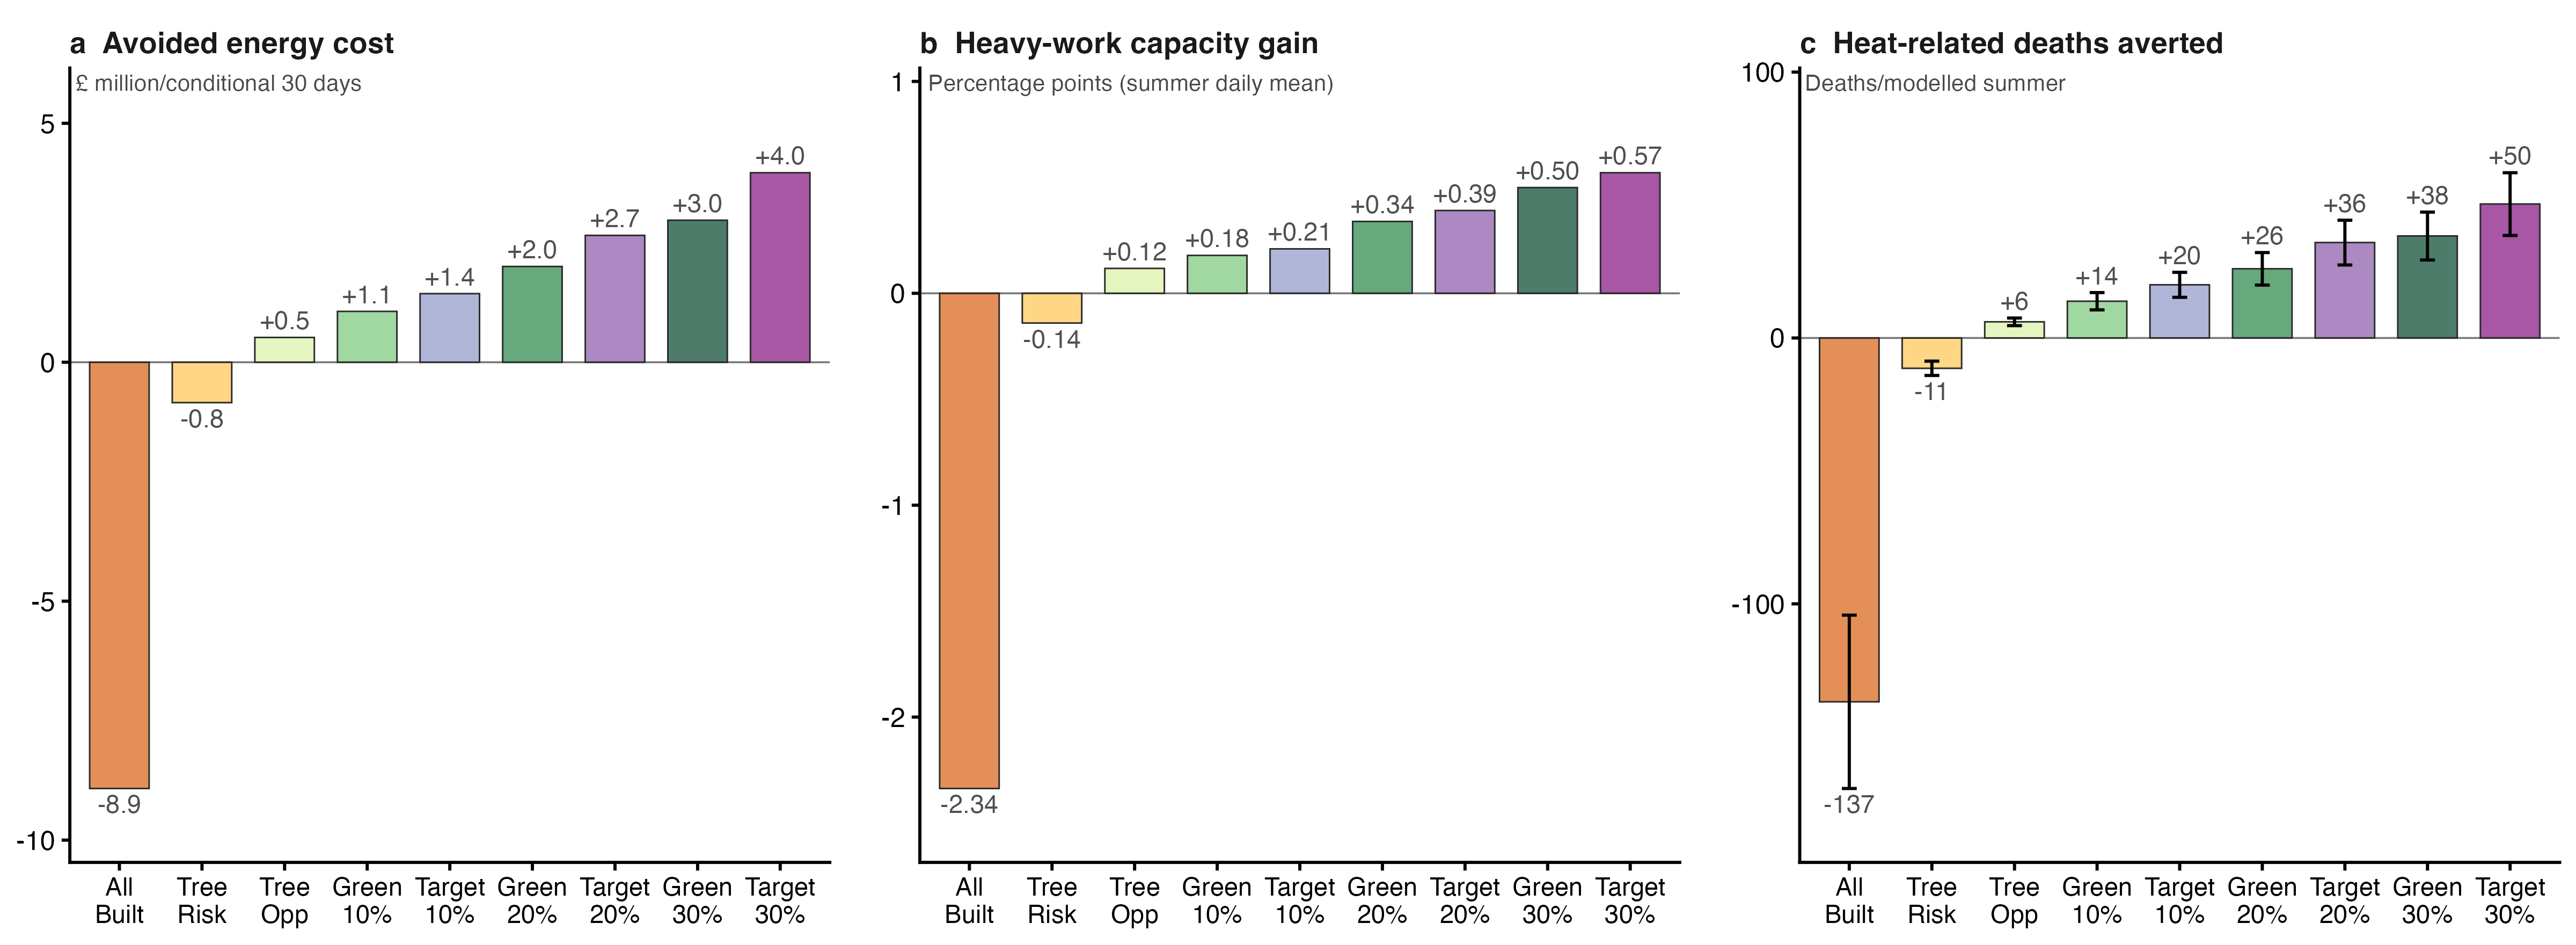 a Avoided energy cost
£ million/conditional 30 days
5
0
-5
-10
-8.9
-0.8
+0.5
+1.1
+1.4
+2.0
+2.7
+3.0
+4.0
All Built
Tree Risk
Tree Opp
Green 10%
Target 10%
Green 20%
Target 20%
Green 30%
Target 30%
b Heavy-work capacity gain
Percentage points (summer daily mean)
1
0
-1
-2
-2.34
-0.14
+0.12
+0.18
+0.21
+0.34
+0.39
+0.50
+0.57
All Built
Tree Risk
Tree Opp
Green 10%
Target 10%
Green 20%
Target 20%
Green 30%
Target 30%
c Heat-related deaths averted
Deaths/modelled summer
100
0
-100
-137
-11
+6
+14
+20
+26
+36
+38
+50
All Built
Tree Risk
Tree Opp
Green 10%
Target 10%
Green 20%
Target 20%
Green 30%
Target 30%